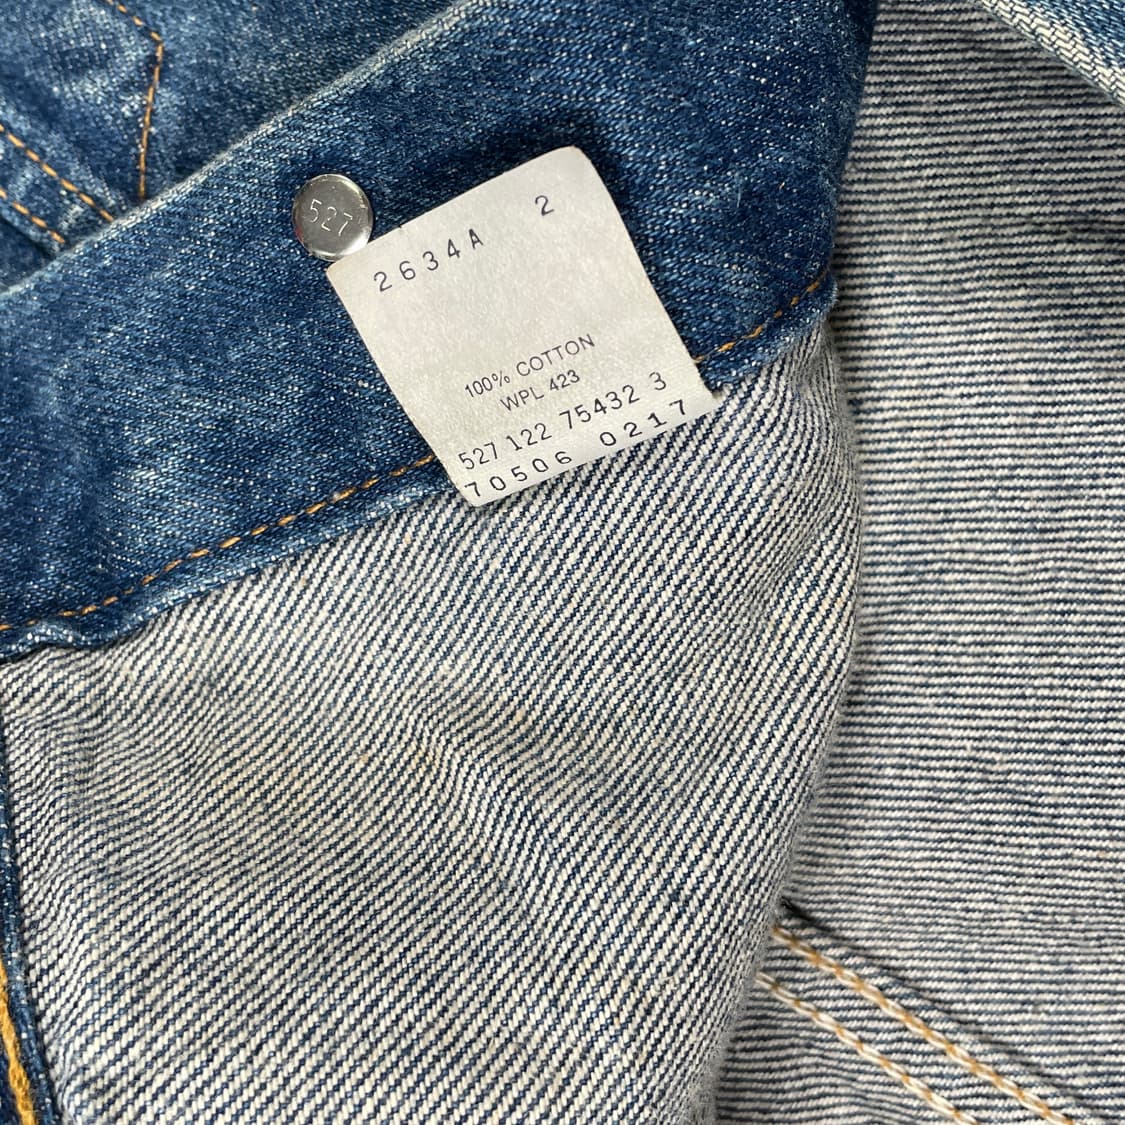 527
2634A 2
100% COTTON
WPL 423
527 122 75432 3
70506 0217